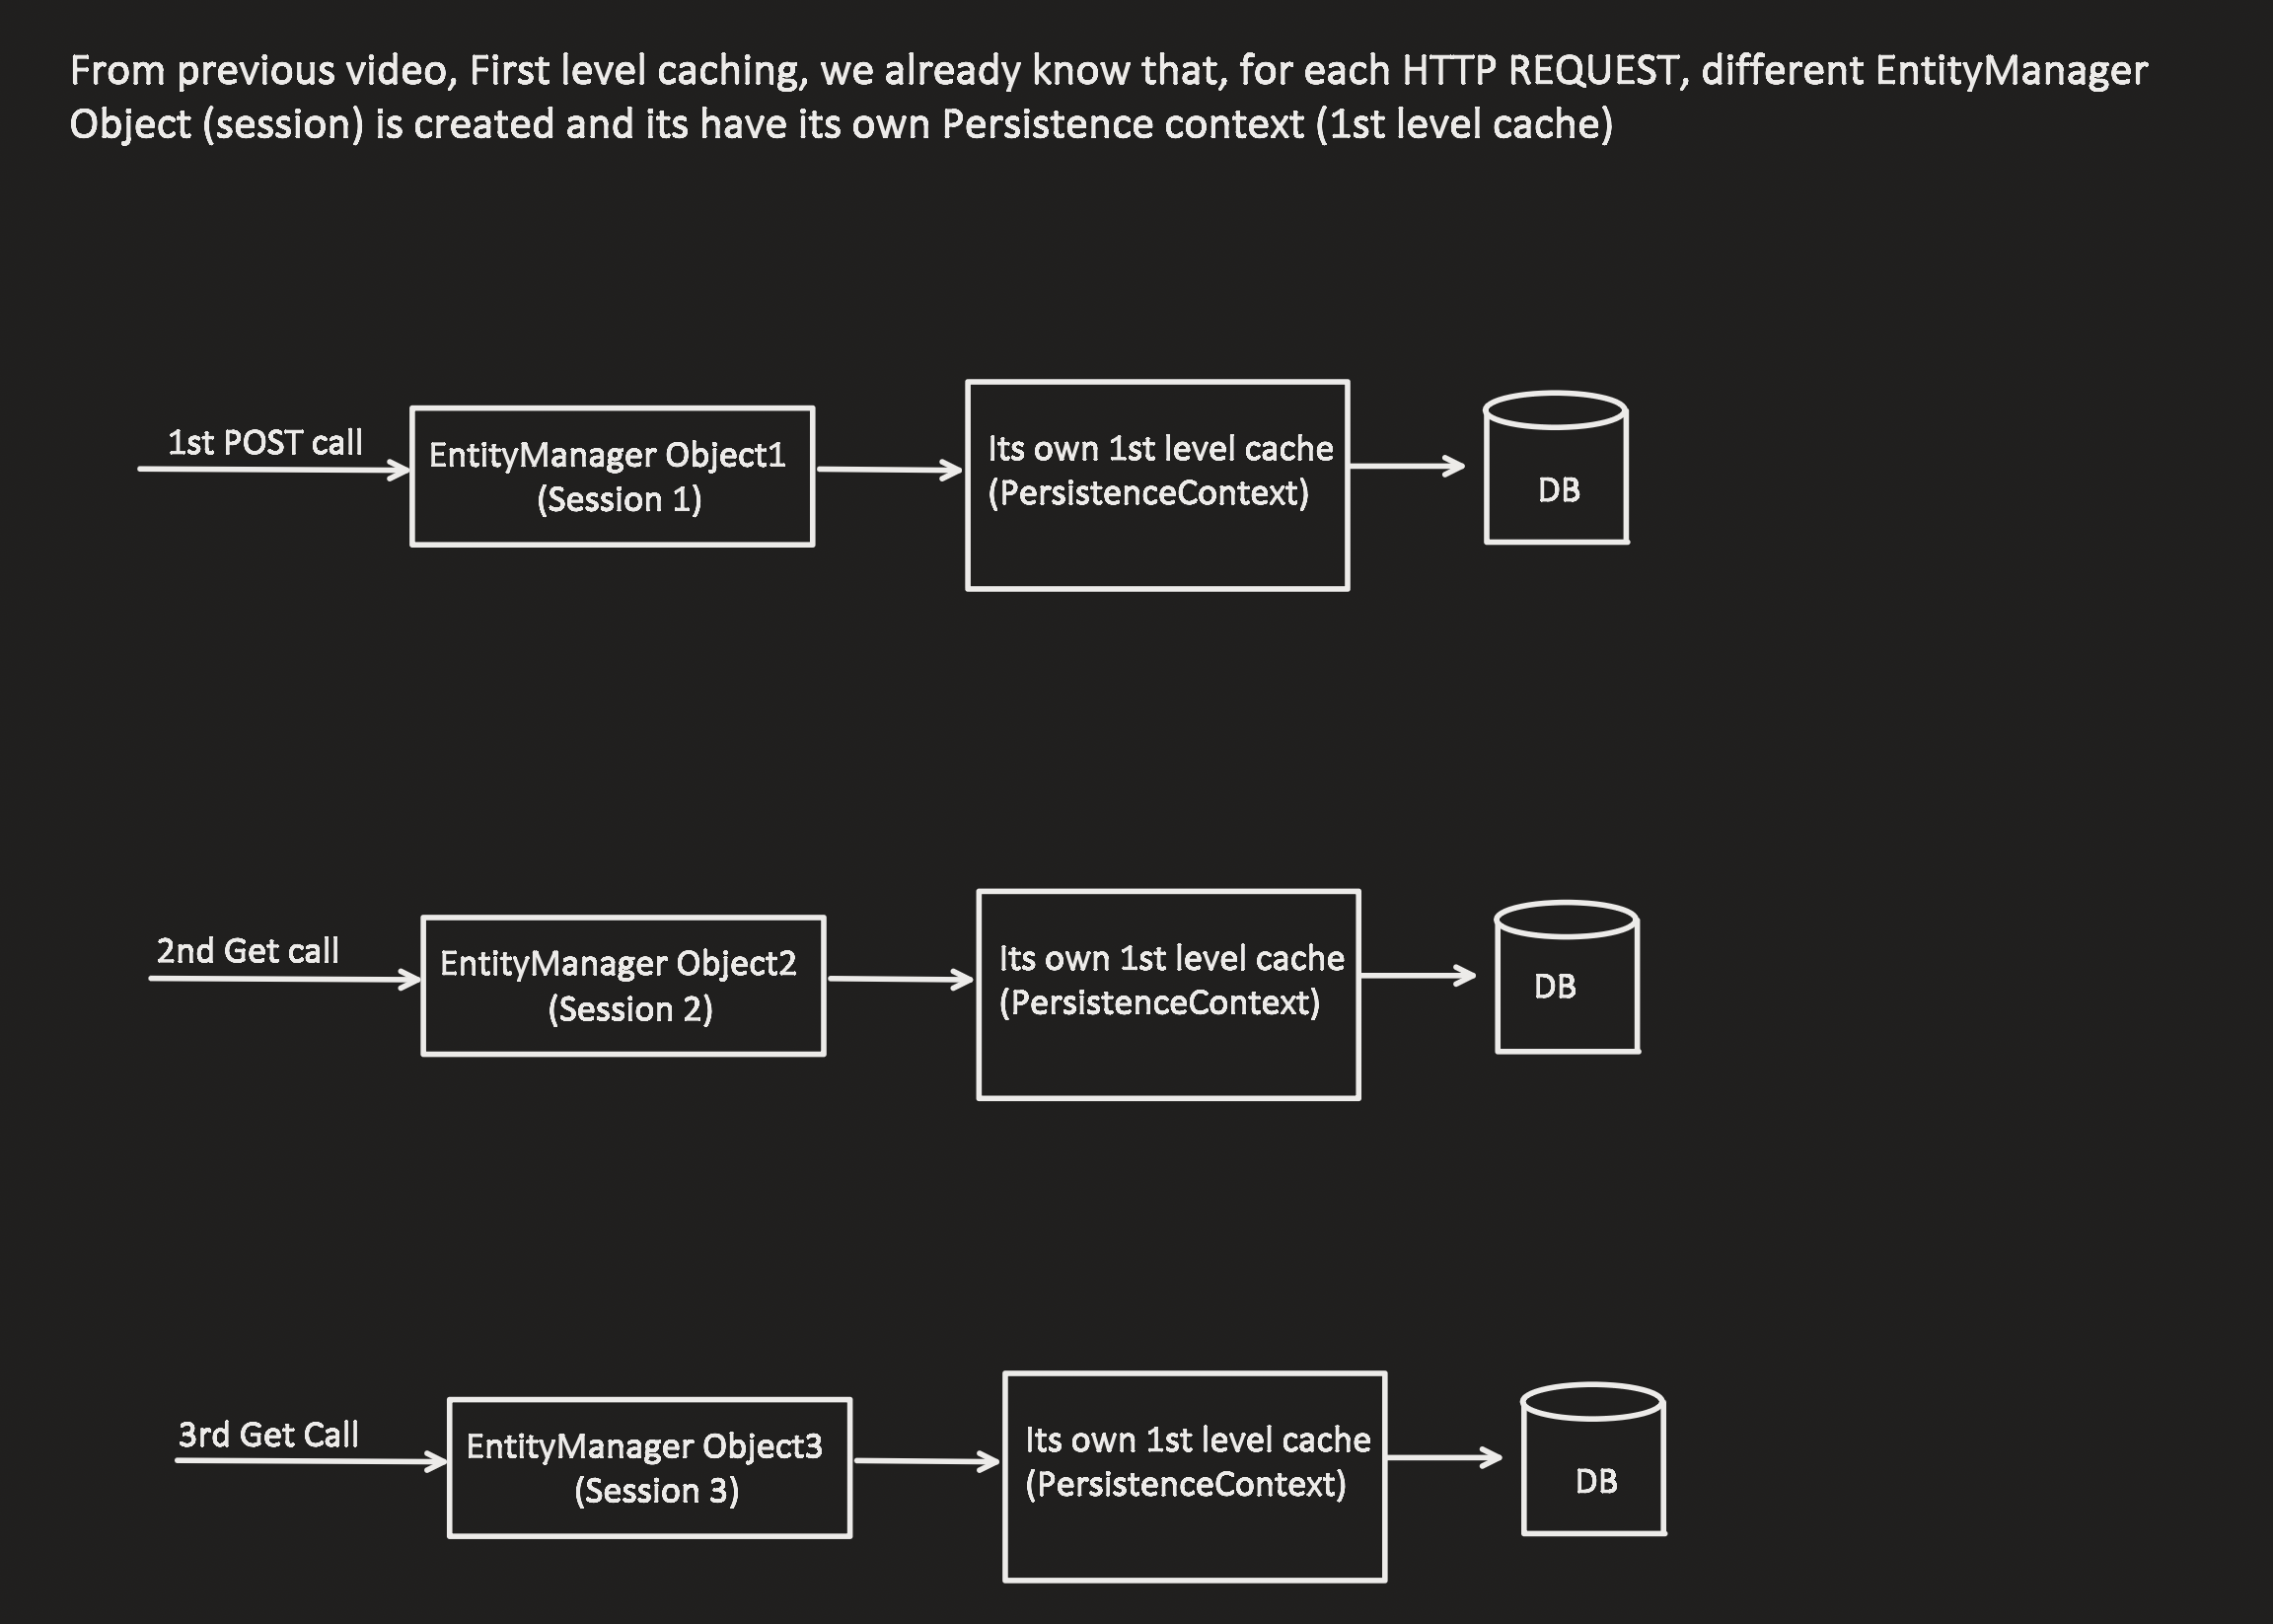 From previous video, First level caching, we already know that, for each HTTP REQUEST, different EntityManager
Object (session) is created and its have its own Persistence context (1st level cache)
1st POST call
EntityManager Object1
(Session 1)
Its own 1st level cache
(PersistenceContext)
DB
2nd Get call
EntityManager Object2
(Session 2)
Its own 1st level cache
(PersistenceContext)
DB
3rd Get Call
EntityManager Object3
(Session 3)
Its own 1st level cache
(PersistenceContext)
DB